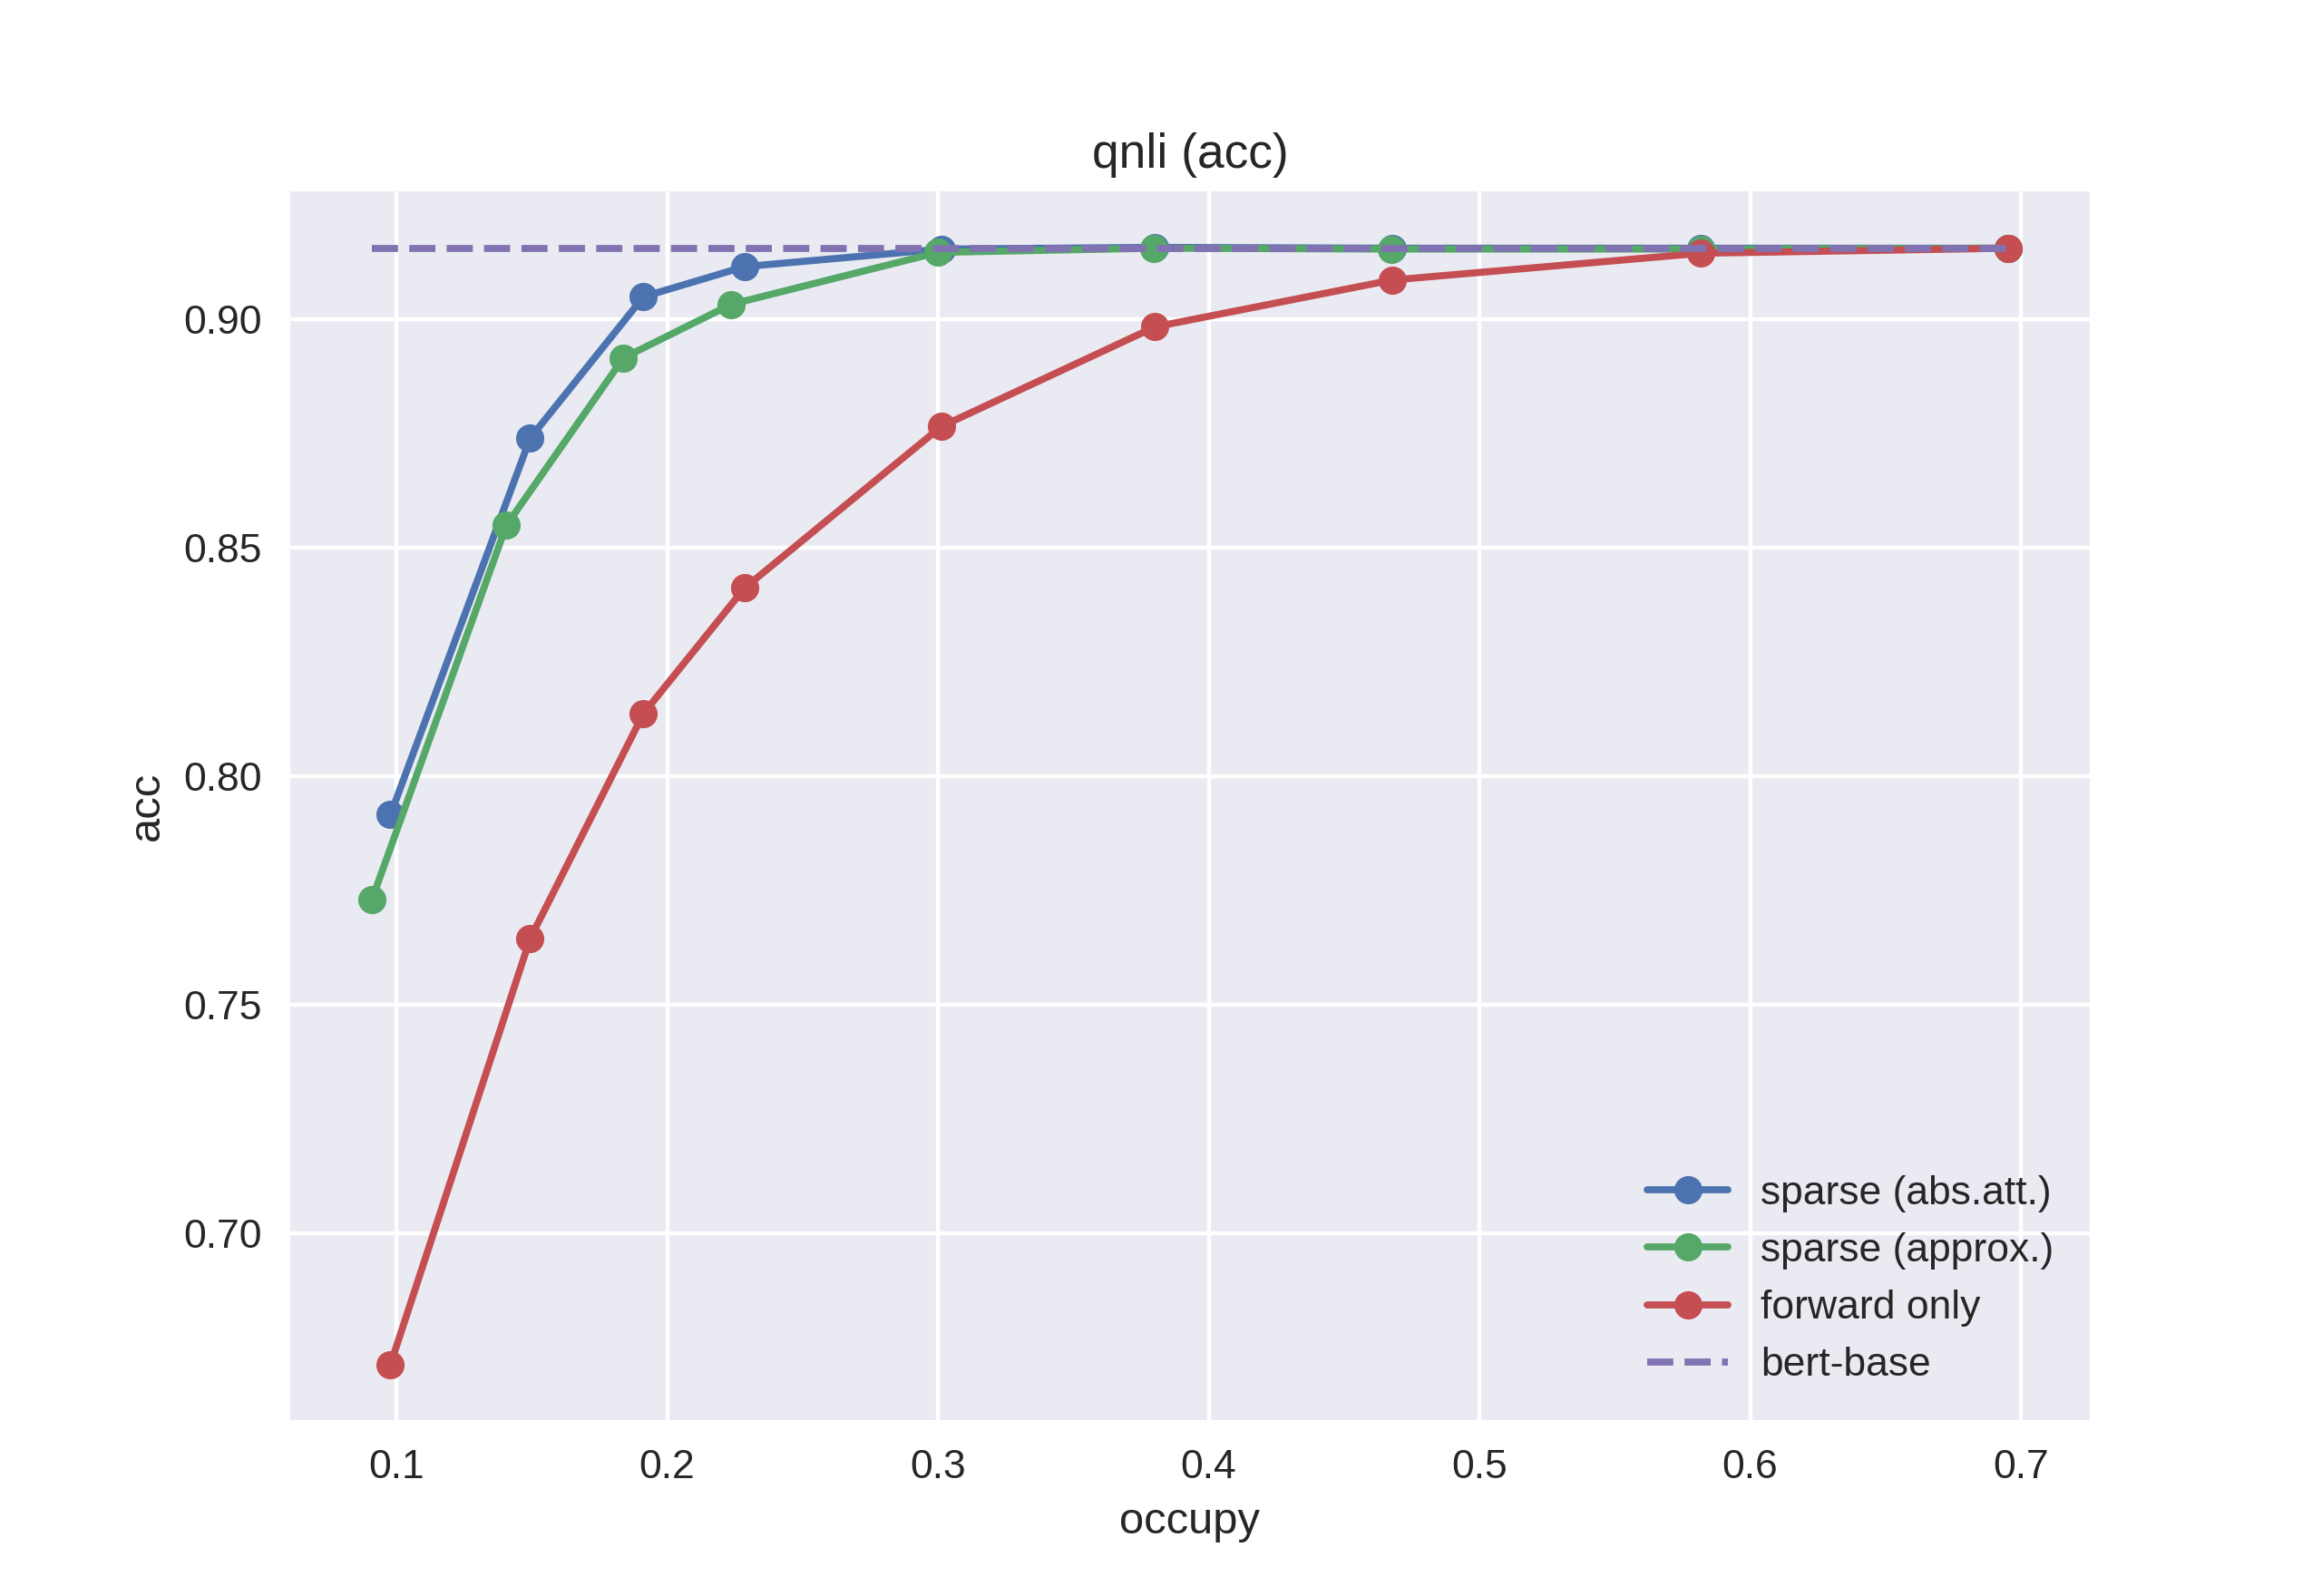 qnli (acc)
acc
0.90
0.85
0.80
0.75
0.70
sparse (abs.att.)
sparse (approx.)
forward only
bert-base
0.1 0.2 0.3 0.4 0.5 0.6 0.7
occupy